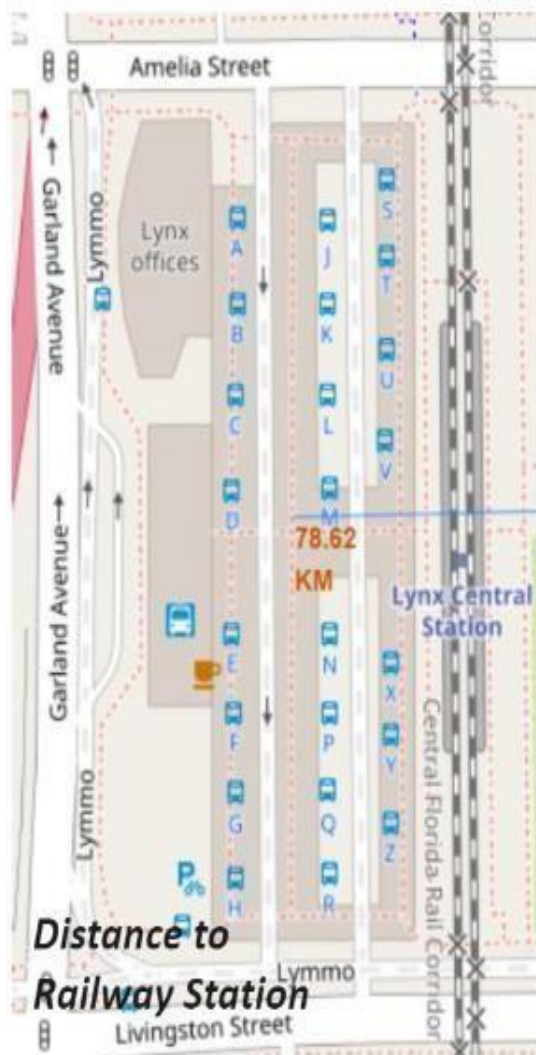 Amelia Street
orridor
Garland Avenue
Lymmo
Lynx
offices
A
B
C
D
J
K
L
M
S
T
U
V
78.62
KM
Lynx Central
Station
Garland Avenue
E
F
G
H
N
P
Q
R
X
Y
Z
P
Central Florida Rail Corridor
Lymmo
Distance to
Railway Station
Lymmo
Livingston Street